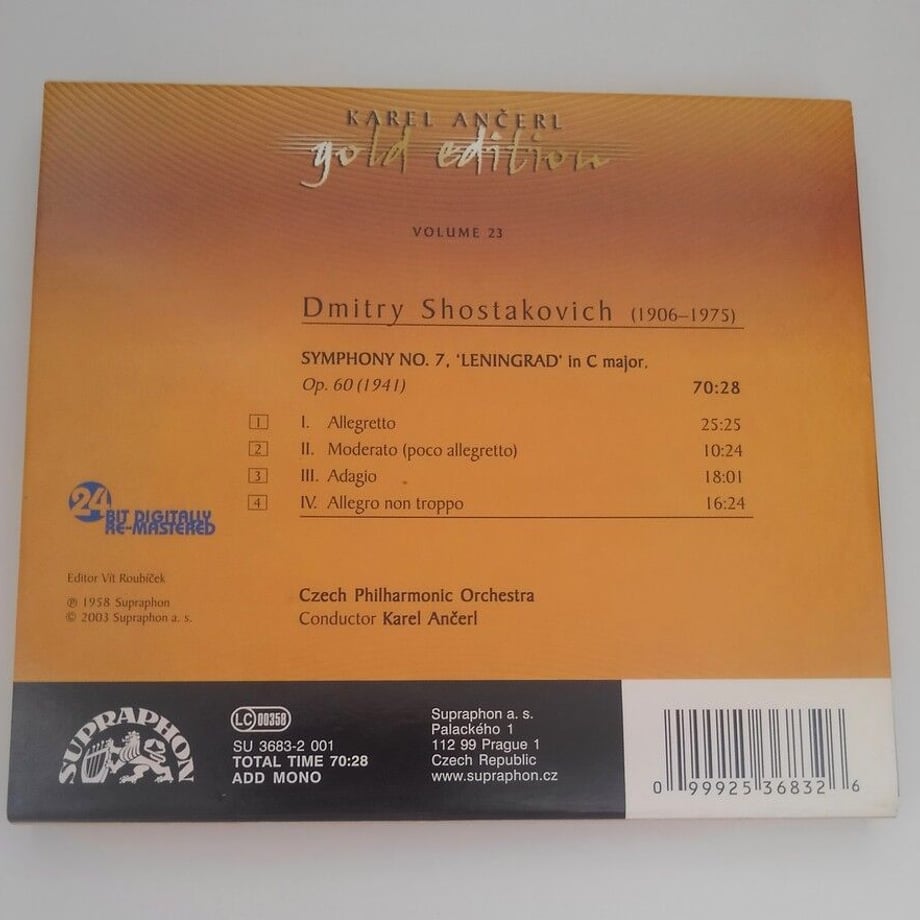 KAREL ANČERL
gold edition
VOLUME 23
Dmitry Shostakovich (1906–1975)
SYMPHONY NO. 7, 'LENINGRAD' in C major,
Op. 60 (1941) 70:28
1 I. Allegretto 25:25
2 II. Moderato (poco allegretto) 10:24
3 III. Adagio 18:01
4 IV. Allegro non troppo 16:24
24
BIT DIGITALLY
RE-MASTERED
Editor Vít Roubíček
℗ 1958 Supraphon
© 2003 Supraphon a. s.
Czech Philharmonic Orchestra
Conductor Karel Ančerl
SUPRAPHON
LC 00358
SU 3683-2 001
TOTAL TIME 70:28
ADD MONO
Supraphon a. s.
Palackého 1
112 99 Prague 1
Czech Republic
www.supraphon.cz
0 99925 36832 6